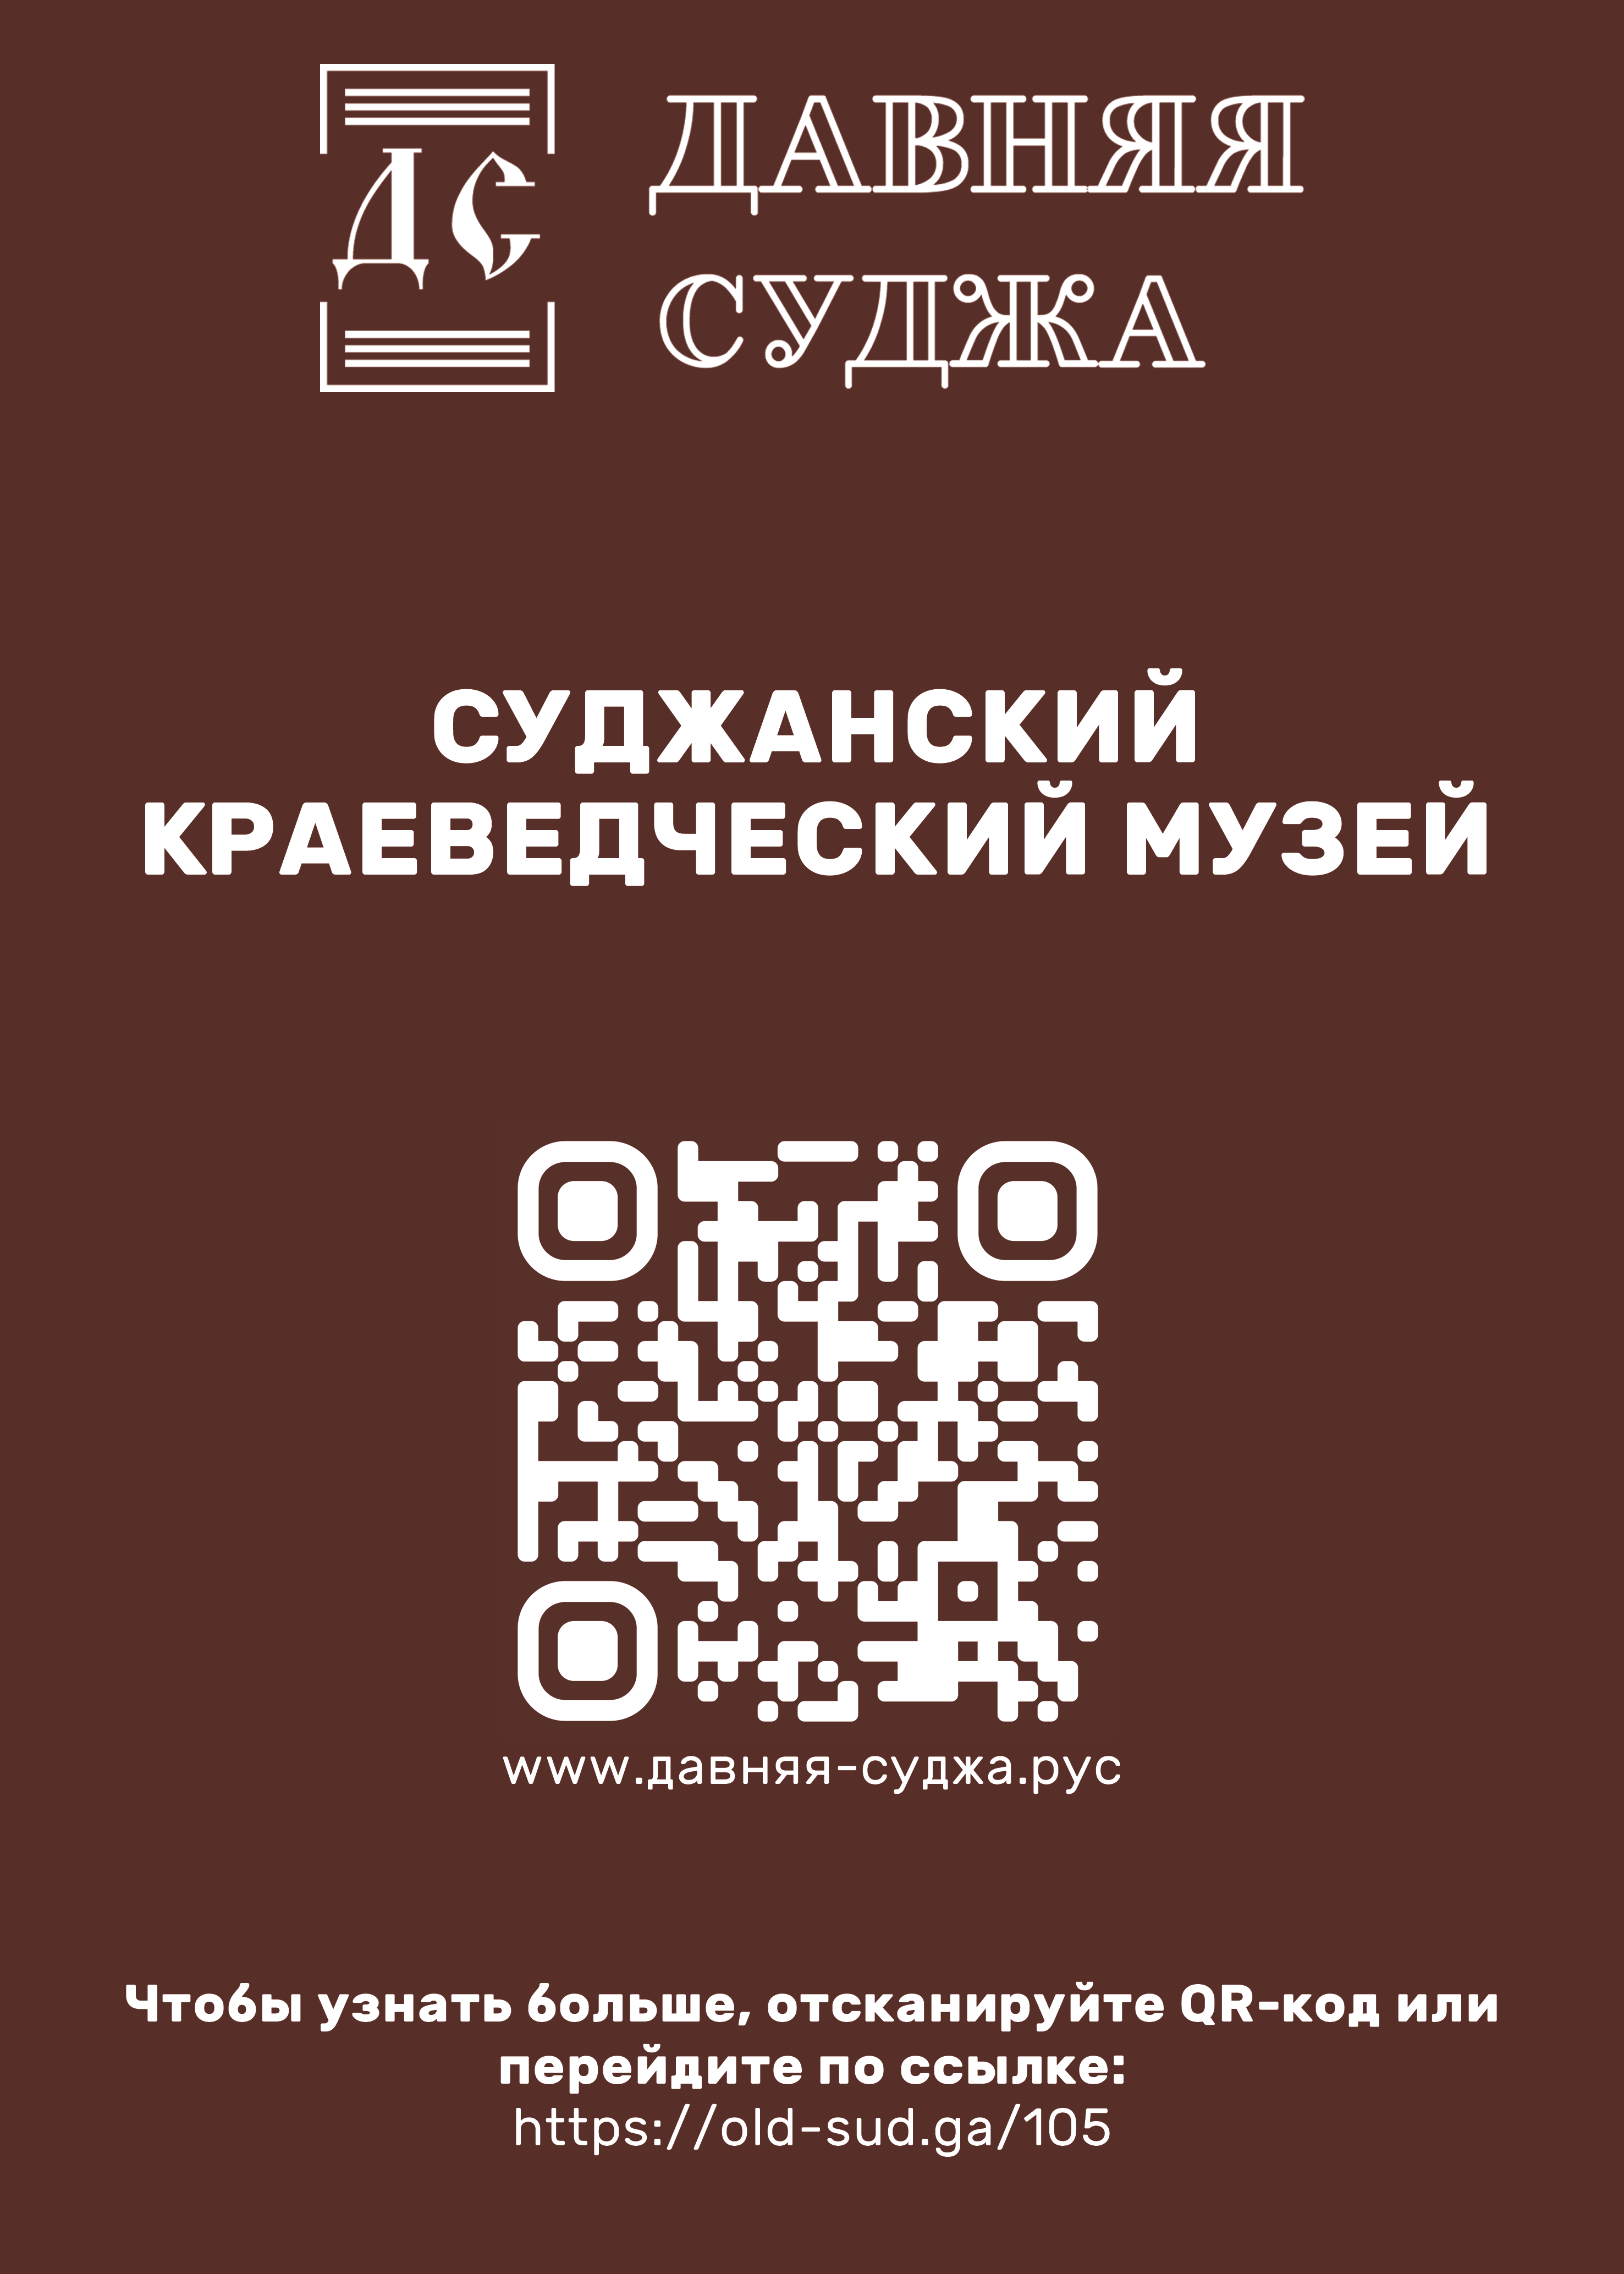 ДС
ДАВНЯЯ
СУДЖА
СУДЖАНСКИЙ
КРАЕВЕДЧЕСКИЙ МУЗЕЙ
www.давняя-суджа.рус
Чтобы узнать больше, отсканируйте QR-код или
перейдите по ссылке:
https://old-sud.ga/105